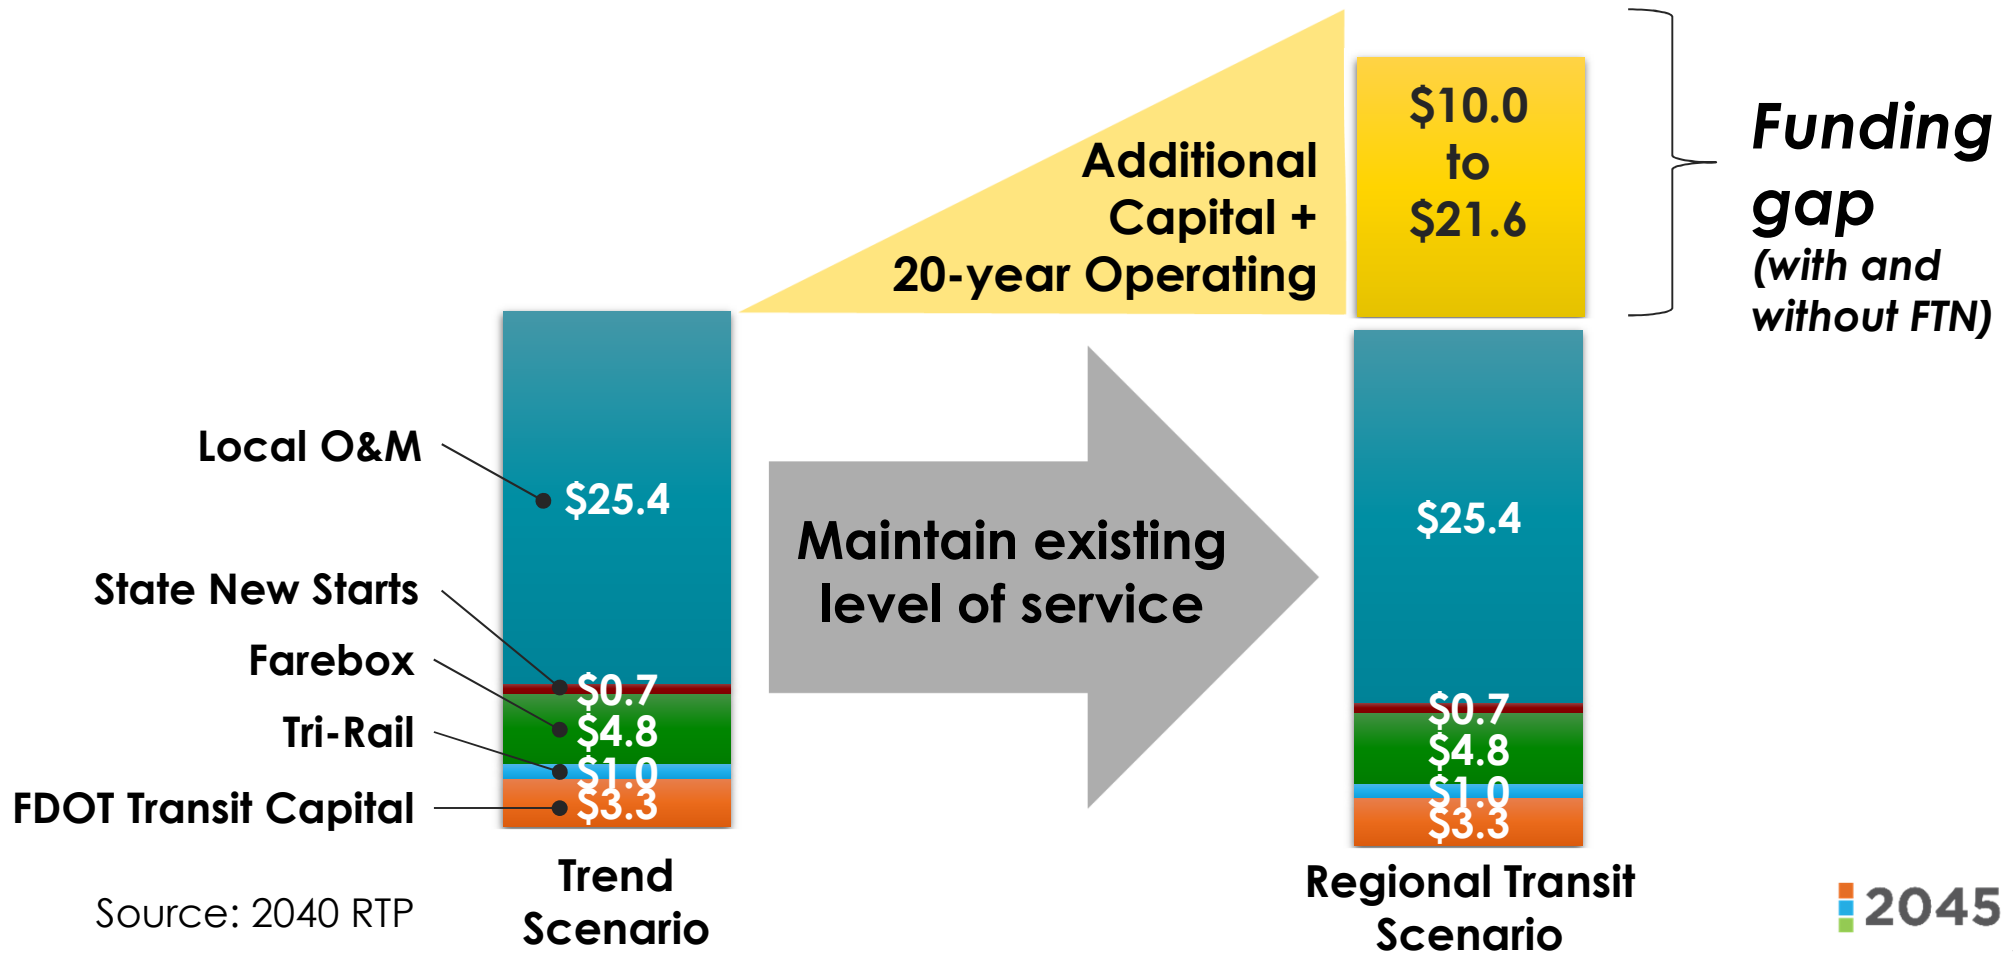 $10.0
to
$21.6
Additional
Capital +
20-year Operating
Funding
gap
(with and
without FTN)
Local O&M
$25.4
State New Starts
$0.7
Farebox
$4.8
Tri-Rail
$1.0
FDOT Transit Capital
$3.3
Maintain existing
level of service
$25.4
$0.7
$4.8
$1.0
$3.3
Trend
Scenario
Regional Transit
Scenario
Source: 2040 RTP
2045